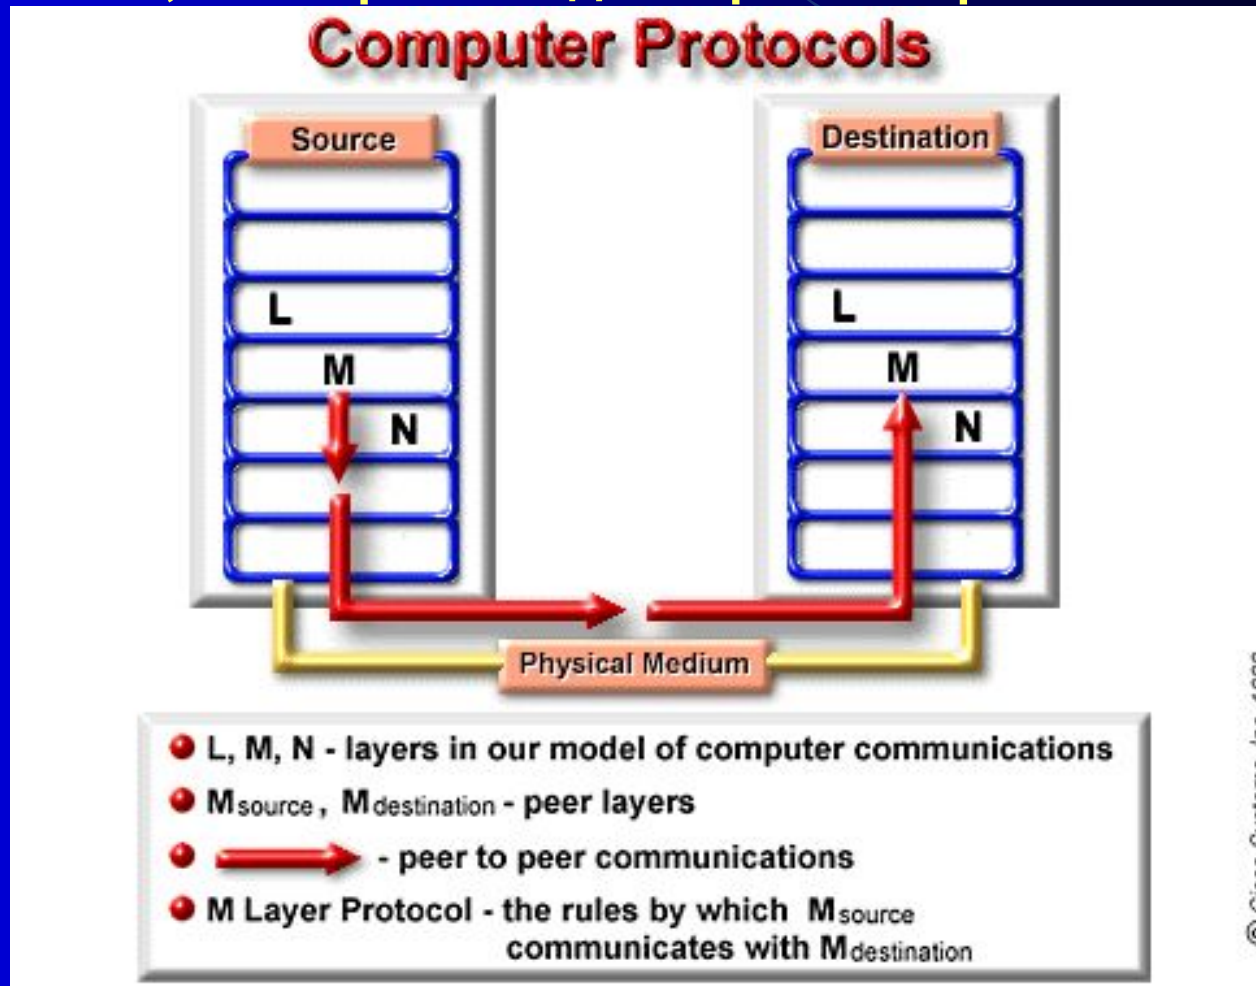 Computer Protocols
Source
Destination
L
L
M
M
N
N
Physical Medium
L, M, N - layers in our model of computer communications
Msource, Mdestination - peer layers
- peer to peer communications
M Layer Protocol - the rules by which Msource
communicates with Mdestination